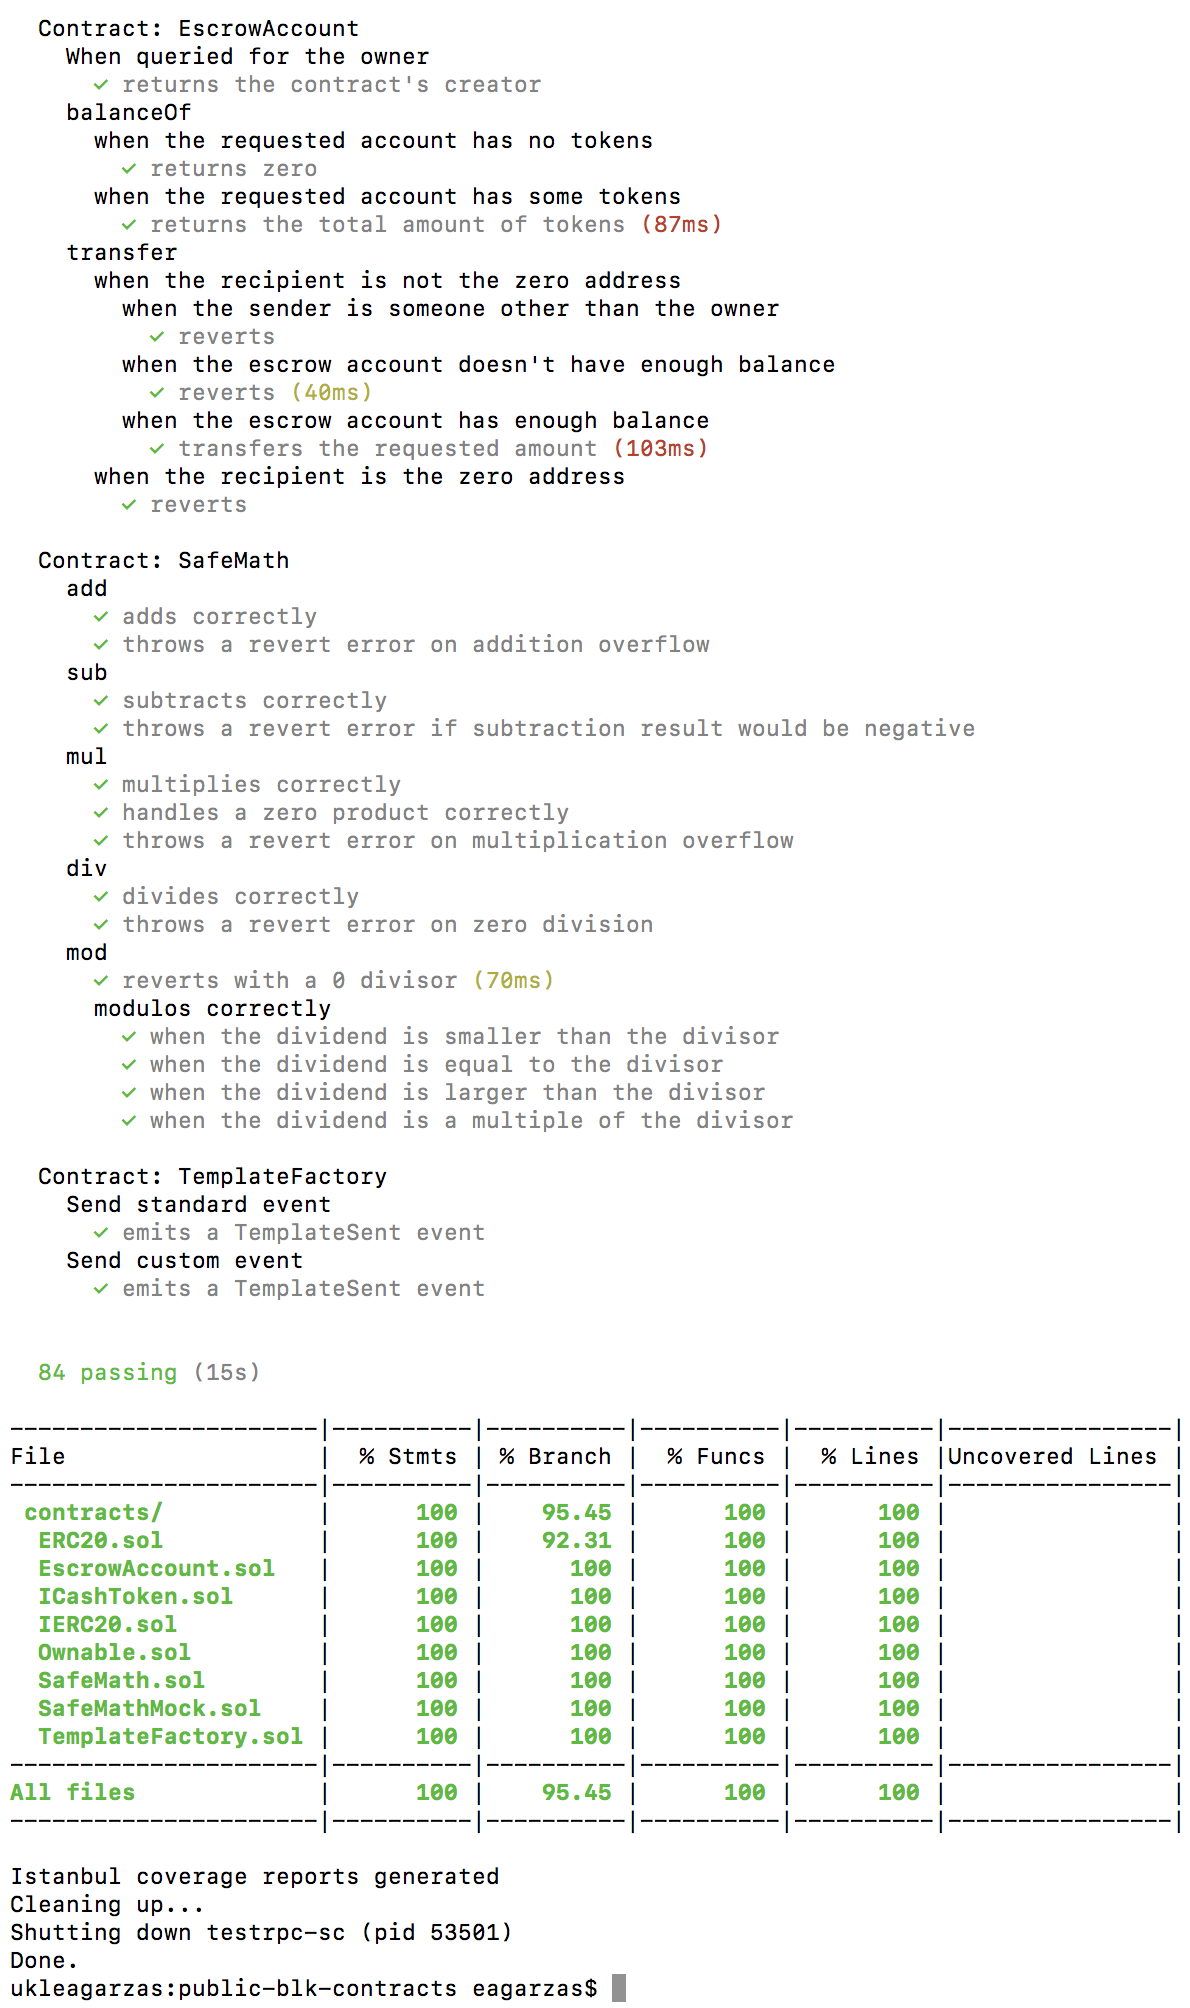 Contract: EscrowAccount
When queried for the owner
✓ returns the contract's creator
balanceOf
when the requested account has no tokens
✓ returns zero
when the requested account has some tokens
✓ returns the total amount of tokens (87ms)
transfer
when the recipient is not the zero address
when the sender is someone other than the owner
✓ reverts
when the escrow account doesn't have enough balance
✓ reverts (40ms)
when the escrow account has enough balance
✓ transfers the requested amount (103ms)
when the recipient is the zero address
✓ reverts
Contract: SafeMath
add
✓ adds correctly
✓ throws a revert error on addition overflow
sub
✓ subtracts correctly
✓ throws a revert error if subtraction result would be negative
mul
✓ multiplies correctly
✓ handles a zero product correctly
✓ throws a revert error on multiplication overflow
div
✓ divides correctly
✓ throws a revert error on zero division
mod
✓ reverts with a 0 divisor (70ms)
modulos correctly
✓ when the dividend is smaller than the divisor
✓ when the dividend is equal to the divisor
✓ when the dividend is larger than the divisor
✓ when the dividend is a multiple of the divisor
Contract: TemplateFactory
Send standard event
✓ emits a TemplateSent event
Send custom event
✓ emits a TemplateSent event
84 passing (15s)
----------------------|----------|----------|----------|----------|----------------|
File                  |  % Stmts | % Branch |  % Funcs |  % Lines |Uncovered Lines |
----------------------|----------|----------|----------|----------|----------------|
contracts/           |      100 |    95.45 |      100 |      100 |                |
ERC20.sol           |      100 |    92.31 |      100 |      100 |                |
EscrowAccount.sol   |      100 |      100 |      100 |      100 |                |
ICashToken.sol      |      100 |      100 |      100 |      100 |                |
IERC20.sol          |      100 |      100 |      100 |      100 |                |
Ownable.sol         |      100 |      100 |      100 |      100 |                |
SafeMath.sol        |      100 |      100 |      100 |      100 |                |
SafeMathMock.sol    |      100 |      100 |      100 |      100 |                |
TemplateFactory.sol |      100 |      100 |      100 |      100 |                |
----------------------|----------|----------|----------|----------|----------------|
All files             |      100 |    95.45 |      100 |      100 |                |
----------------------|----------|----------|----------|----------|----------------|
Istanbul coverage reports generated
Cleaning up...
Shutting down testrpc-sc (pid 53501)
Done.
ukleagarzas:public-blk-contracts eagarzas$